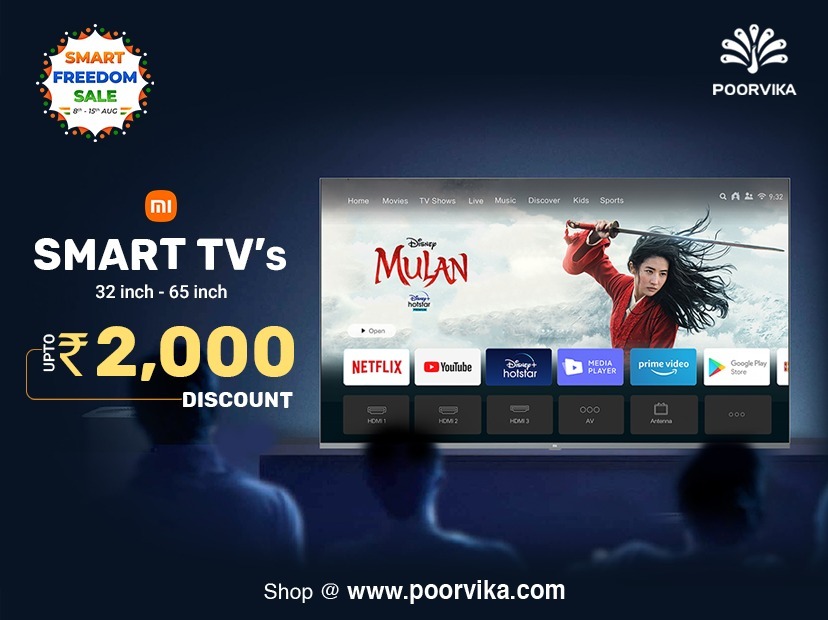 SMART
FREEDOM
SALE
8th - 15th AUG
POORVIKA
mi
SMART TV's
32 inch - 65 inch
UPTO ₹ 2,000
DISCOUNT
Home Movies TV Shows Live Music Discover Kids Sports 9:32
Disney
MULAN
Disney+
hotstar
PREMIUM
Open
NETFLIX YouTube Disney+ hotstar MEDIA PLAYER prime video Google Play Store
HDMI 1 HDMI 2 HDMI 3 AV Antenna
Shop @ www.poorvika.com